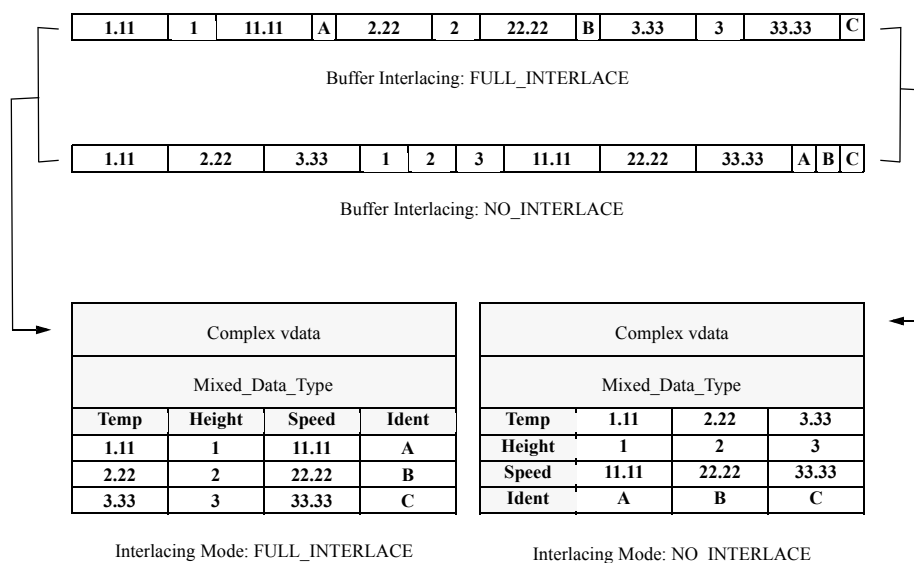 1.11 1 11.11 A 2.22 2 22.22 B 3.33 3 33.33 C
Buffer Interlacing: FULL_INTERLACE
1.11 2.22 3.33 1 2 3 11.11 22.22 33.33 A B C
Buffer Interlacing: NO_INTERLACE
Complex vdata
Mixed_Data_Type
Temp Height Speed Ident
1.11 1 11.11 A
2.22 2 22.22 B
3.33 3 33.33 C
Interlacing Mode: FULL_INTERLACE
Complex vdata
Mixed_Data_Type
Temp 1.11 2.22 3.33
Height 1 2 3
Speed 11.11 22.22 33.33
Ident A B C
Interlacing Mode: NO_INTERLACE